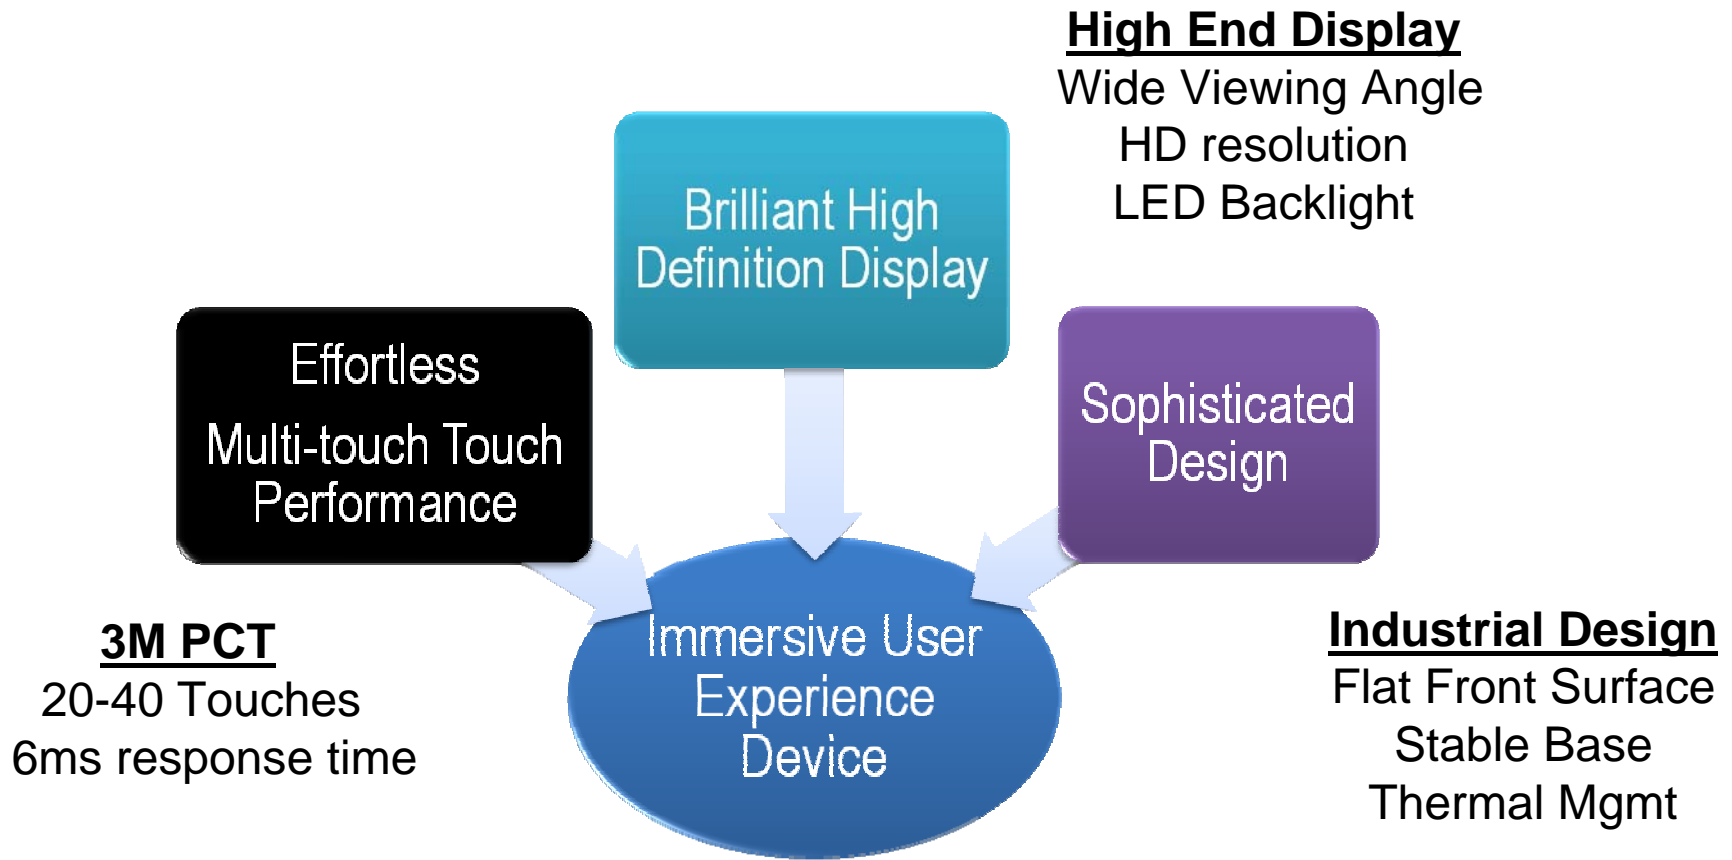 High End Display
Wide Viewing Angle
HD resolution
LED Backlight
Brilliant High
Definition Display
Effortless
Multi-touch Touch
Performance
Sophisticated
Design
3M PCT
20-40 Touches
6ms response time
Immersive User
Experience
Device
Industrial Design
Flat Front Surface
Stable Base
Thermal Mgmt